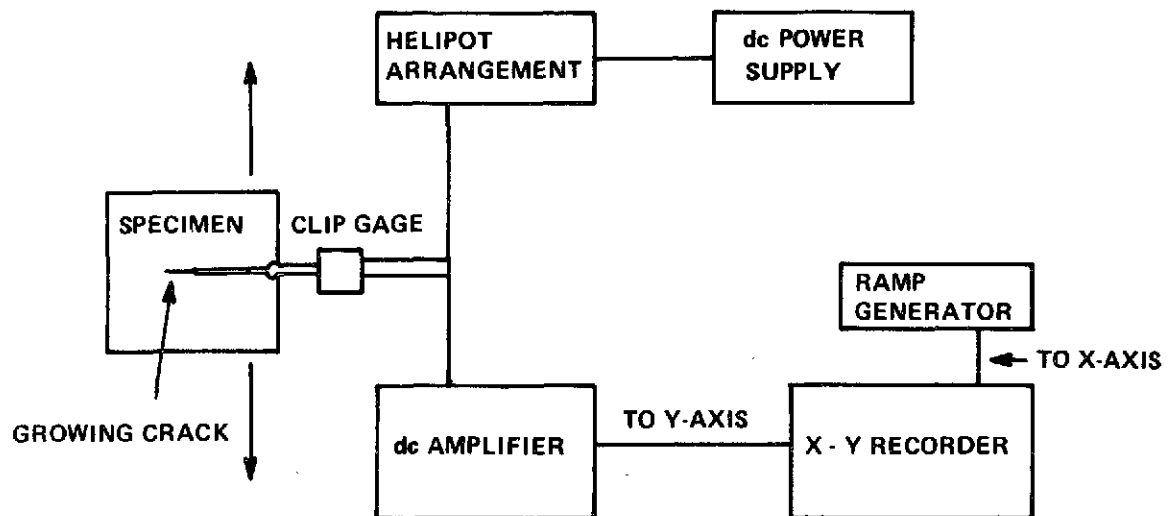 HELIPOT
ARRANGEMENT
dc POWER
SUPPLY
SPECIMEN
CLIP GAGE
RAMP
GENERATOR
TO X-AXIS
GROWING CRACK
dc AMPLIFIER
TO Y-AXIS
X - Y RECORDER